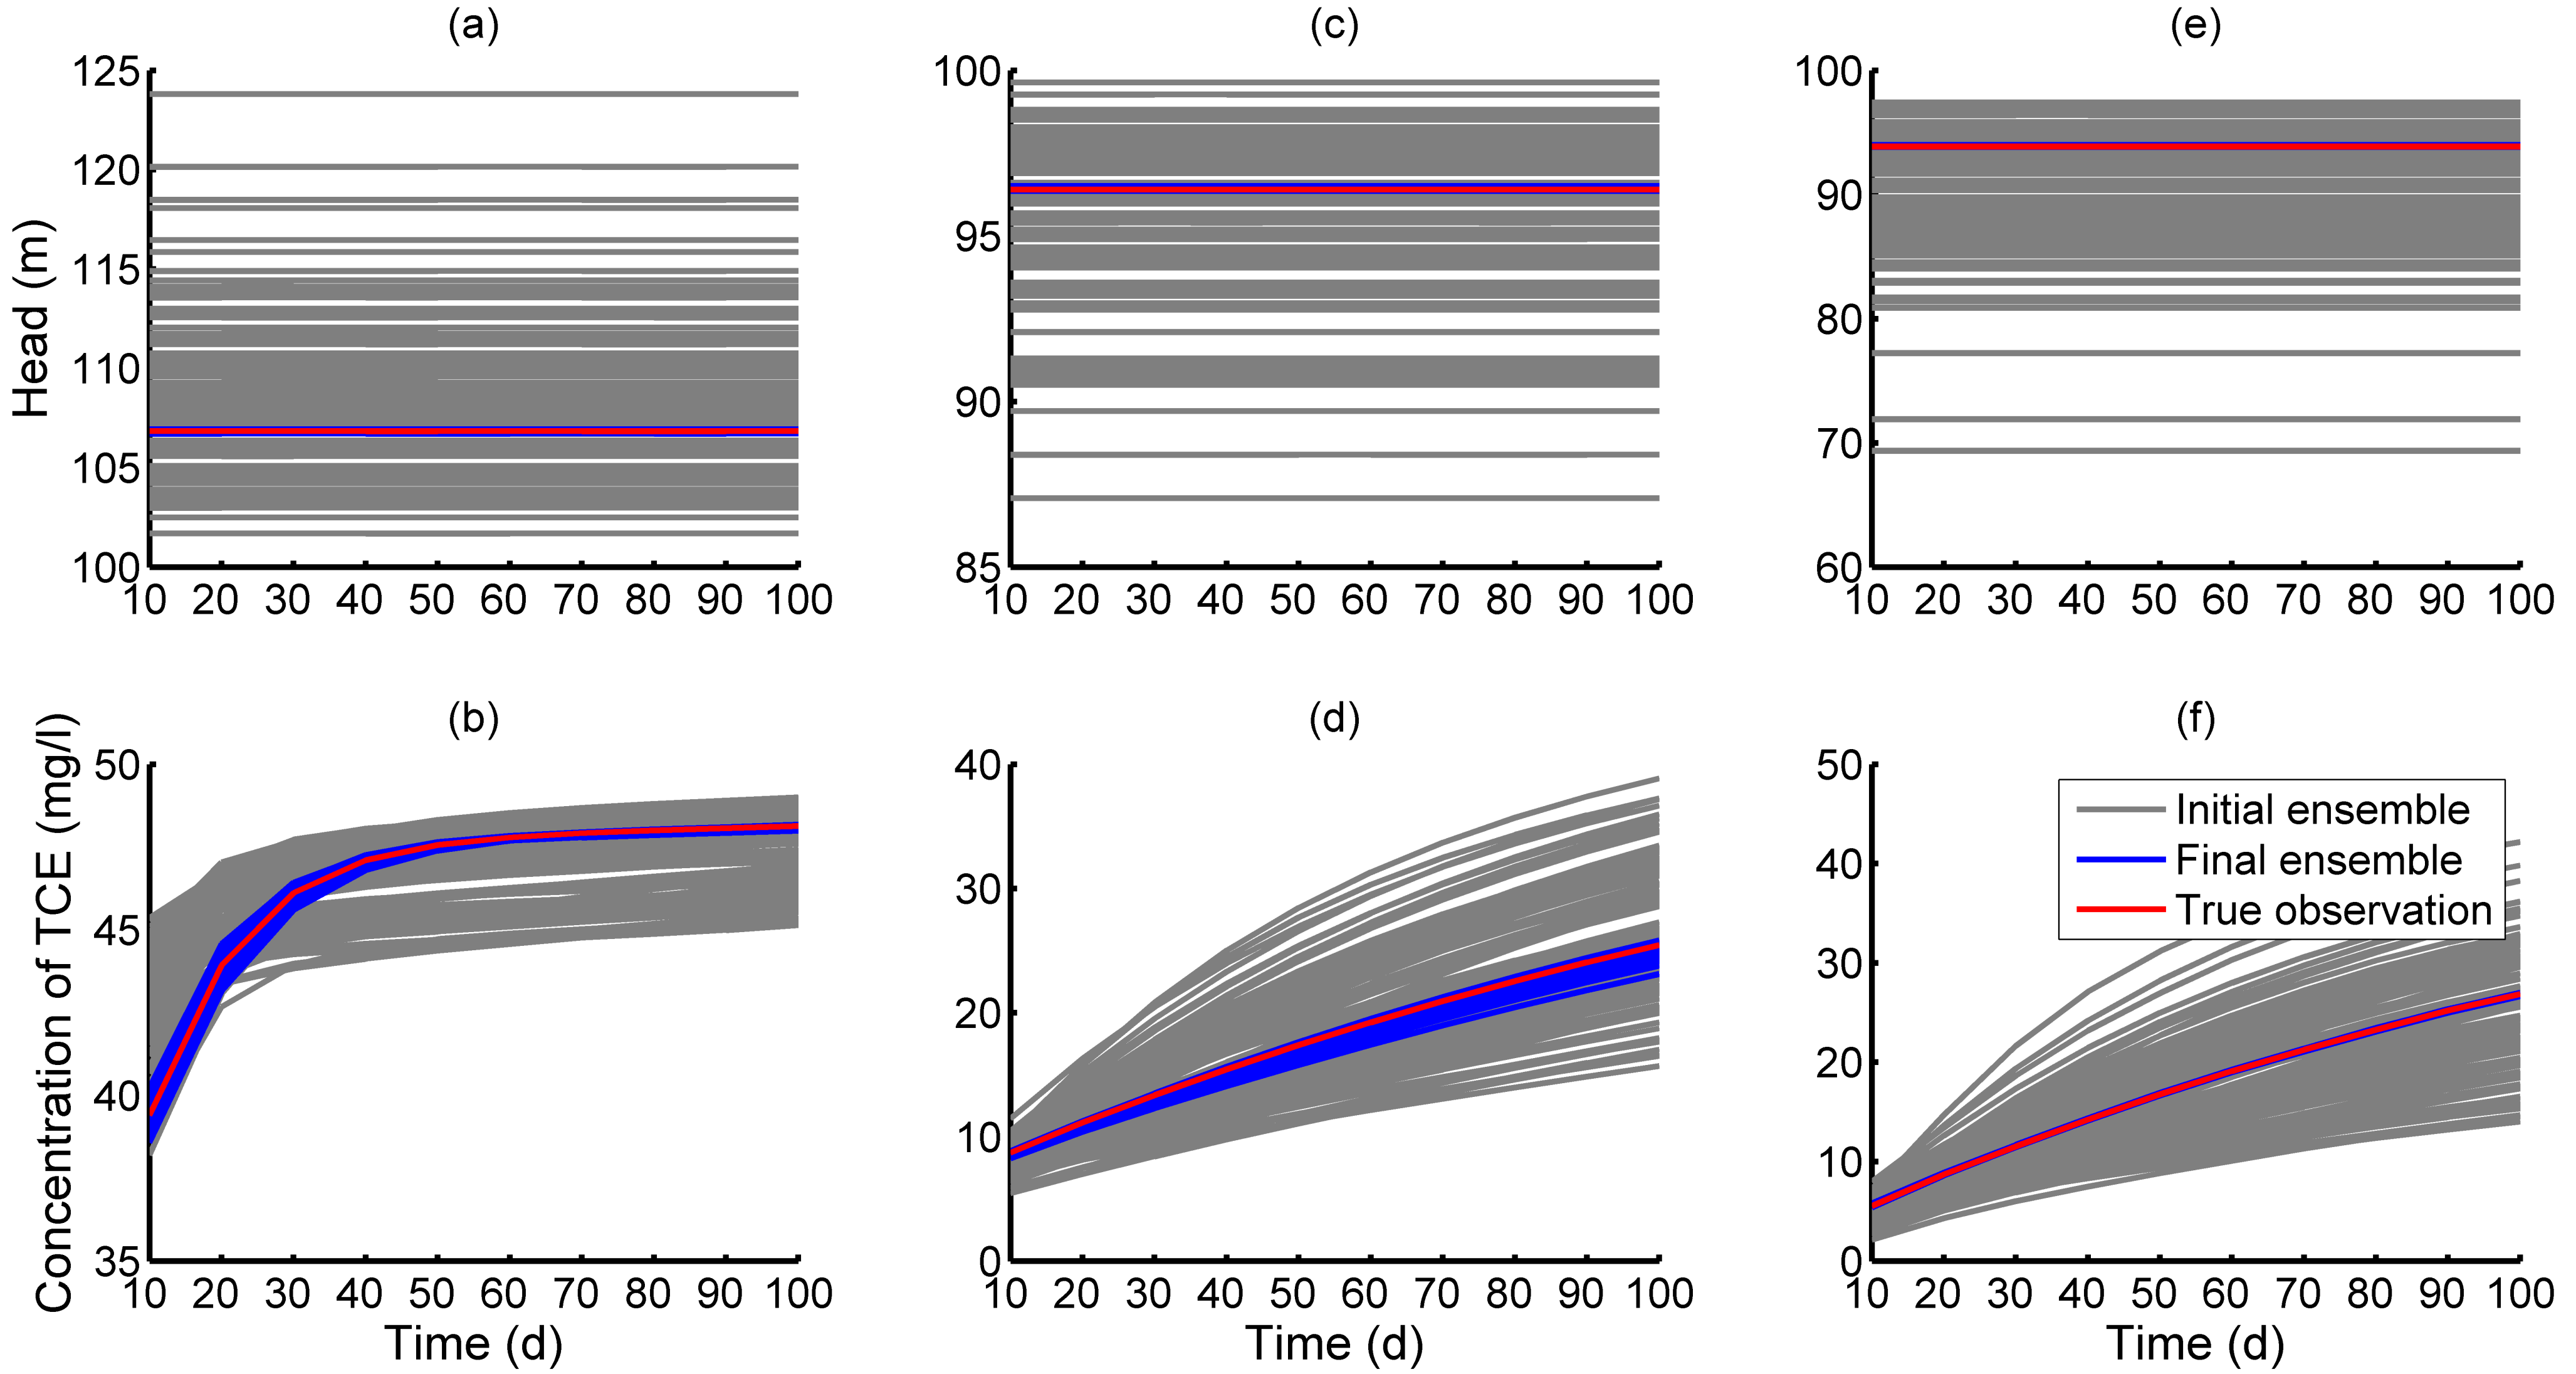 (a)
(c)
(e)
Head (m)
125
120
115
110
105
100
10 20 30 40 50 60 70 80 90 100
100
95
90
85
10 20 30 40 50 60 70 80 90 100
100
90
80
70
60
10 20 30 40 50 60 70 80 90 100
(b)
(d)
(f)
Concentration of TCE (mg/l)
50
45
40
35
10 20 30 40 50 60 70 80 90 100
Time (d)
40
30
20
10
0
10 20 30 40 50 60 70 80 90 100
Time (d)
50
40
30
20
10
0
Initial ensemble
Final ensemble
True observation
10 20 30 40 50 60 70 80 90 100
Time (d)